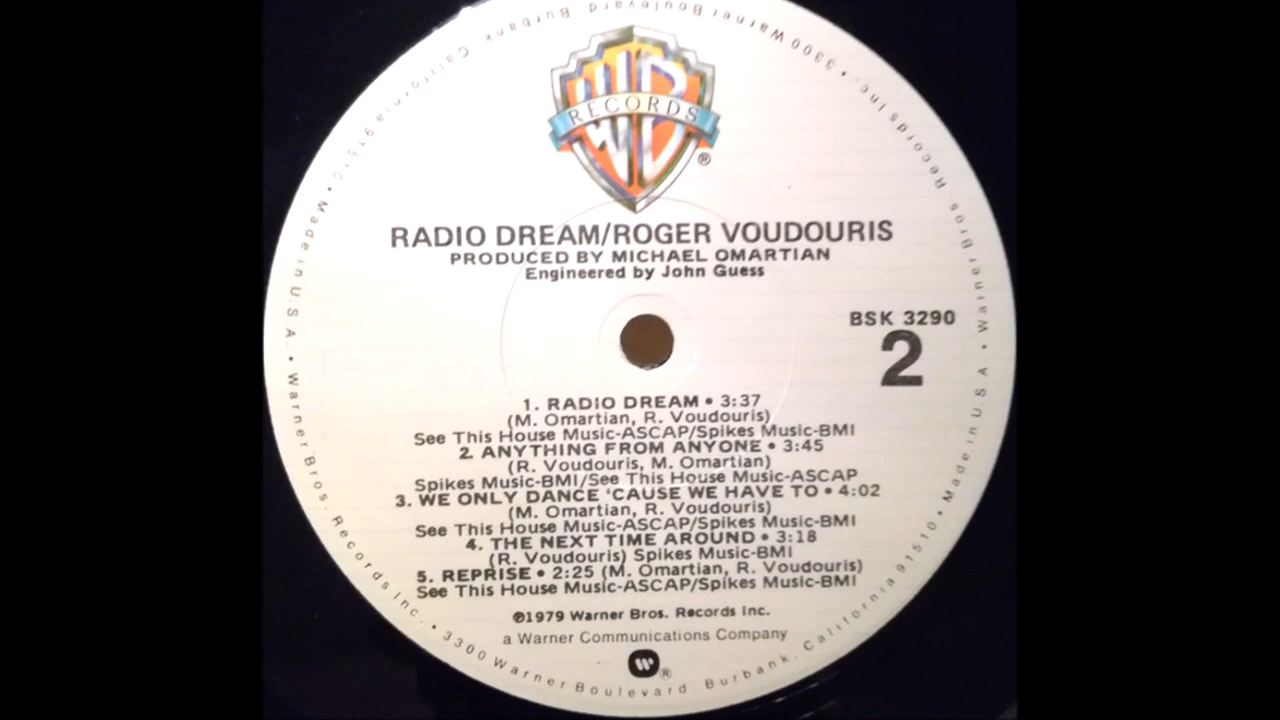 WB
RECORDS
®
RADIO DREAM/ROGER VOUDOURIS
PRODUCED BY MICHAEL OMARTIAN
Engineered by John Guess
BSK 3290
2
1. RADIO DREAM • 3:37
(M. Omartian, R. Voudouris)
See This House Music-ASCAP/Spikes Music-BMI
2. ANYTHING FROM ANYONE • 3:45
(R. Voudouris, M. Omartian)
Spikes Music-BMI/See This House Music-ASCAP
3. WE ONLY DANCE 'CAUSE WE HAVE TO • 4:02
(M. Omartian, R. Voudouris)
See This House Music-ASCAP/Spikes Music-BMI
4. THE NEXT TIME AROUND • 3:18
(R. Voudouris) Spikes Music-BMI
5. REPRISE • 2:25 (M. Omartian, R. Voudouris)
See This House Music-ASCAP/Spikes Music-BMI
℗1979 Warner Bros. Records Inc.
a Warner Communications Company
W ®
Warner Bros. Records Inc. • 3300 Warner Boulevard, Burbank, California 91510 • Made in U.S.A. • Warner Bros. Records Inc. • 3300 Warner Boulevard, Burbank, California 91510 • Made in U.S.A. •